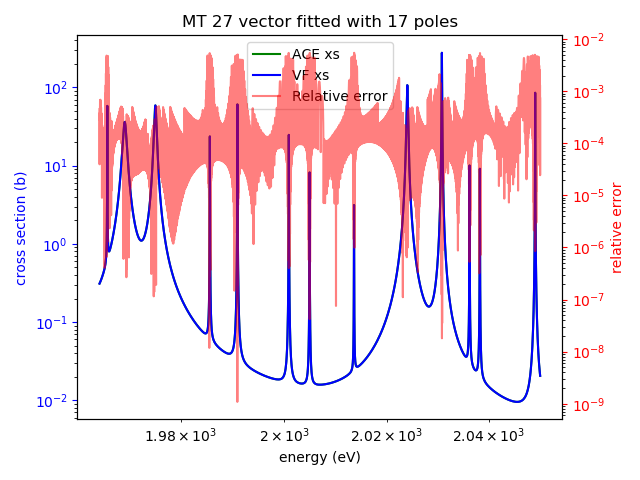 MT 27 vector fitted with 17 poles
ACE xs
VF xs
Relative error
cross section (b)
10²
10¹
10⁰
10⁻¹
10⁻²
relative error
10⁻²
10⁻³
10⁻⁴
10⁻⁵
10⁻⁶
10⁻⁷
10⁻⁸
10⁻⁹
1.98 × 10³
2 × 10³
2.02 × 10³
2.04 × 10³
energy (eV)